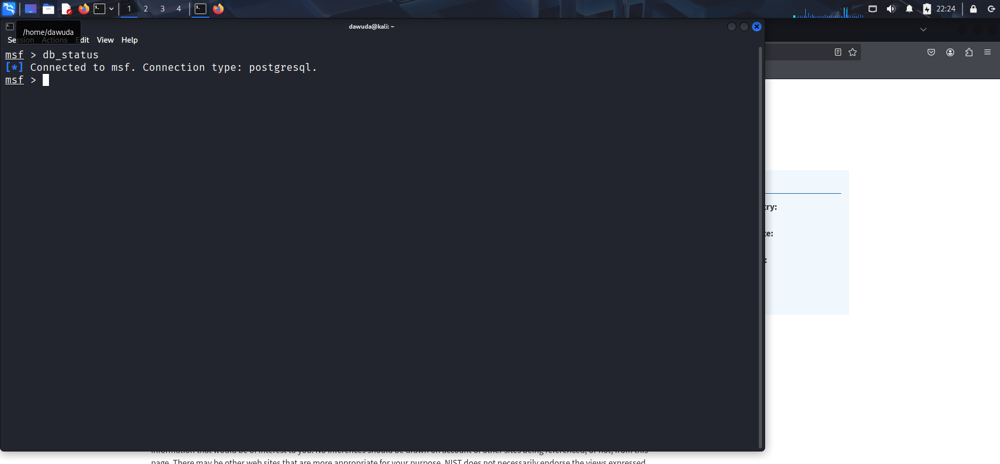 1 2 3 4 22:24
dawuda@kali: ~
/home/dawuda
Session Actions Edit View Help
msf > db_status
[*] Connected to msf. Connection type: postgresql.
msf >
try:
te:
:
information that would be of interest to you. No inferences should be drawn on account of other sites being referenced, or not, from this
page. There may be other web sites that are more appropriate for your purpose. NIST does not necessarily endorse the views expressed,